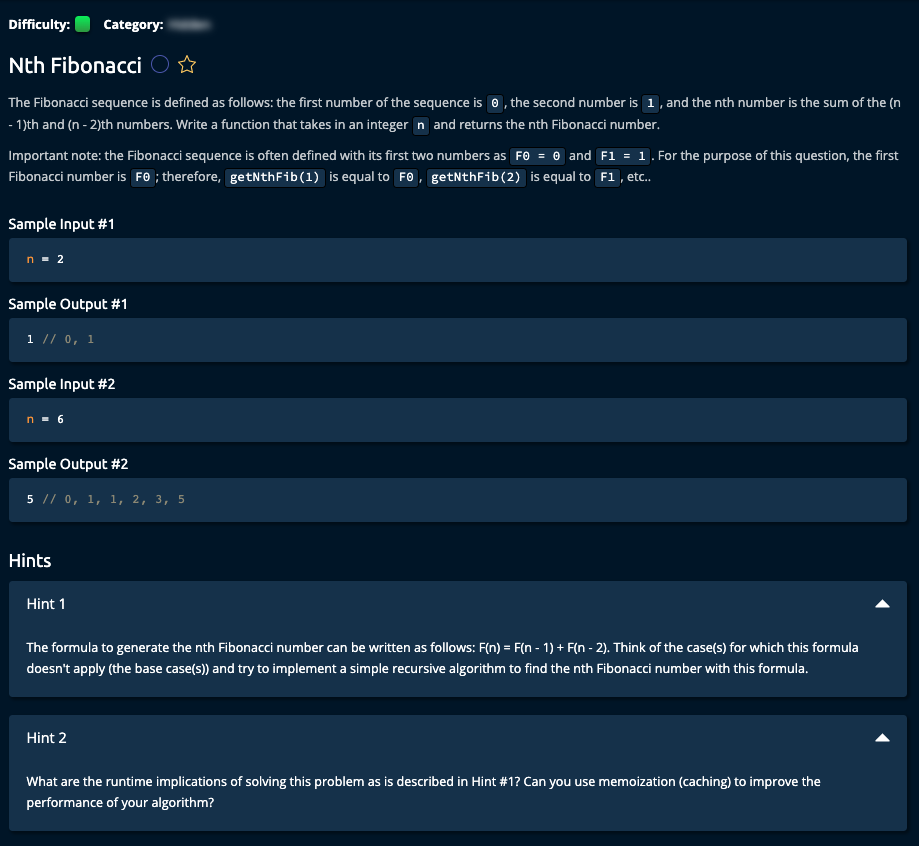 Difficulty: Category:
Nth Fibonacci
The Fibonacci sequence is defined as follows: the first number of the sequence is 0, the second number is 1, and the nth number is the sum of the (n
- 1)th and (n - 2)th numbers. Write a function that takes in an integer n and returns the nth Fibonacci number.
Important note: the Fibonacci sequence is often defined with its first two numbers as F0 = 0 and F1 = 1. For the purpose of this question, the first
Fibonacci number is F0; therefore, getNthFib(1) is equal to F0, getNthFib(2) is equal to F1, etc..
Sample Input #1
n = 2
Sample Output #1
1 // 0, 1
Sample Input #2
n = 6
Sample Output #2
5 // 0, 1, 1, 2, 3, 5
Hints
Hint 1
The formula to generate the nth Fibonacci number can be written as follows: F(n) = F(n - 1) + F(n - 2). Think of the case(s) for which this formula
doesn't apply (the base case(s)) and try to implement a simple recursive algorithm to find the nth Fibonacci number with this formula.
Hint 2
What are the runtime implications of solving this problem as is described in Hint #1? Can you use memoization (caching) to improve the
performance of your algorithm?